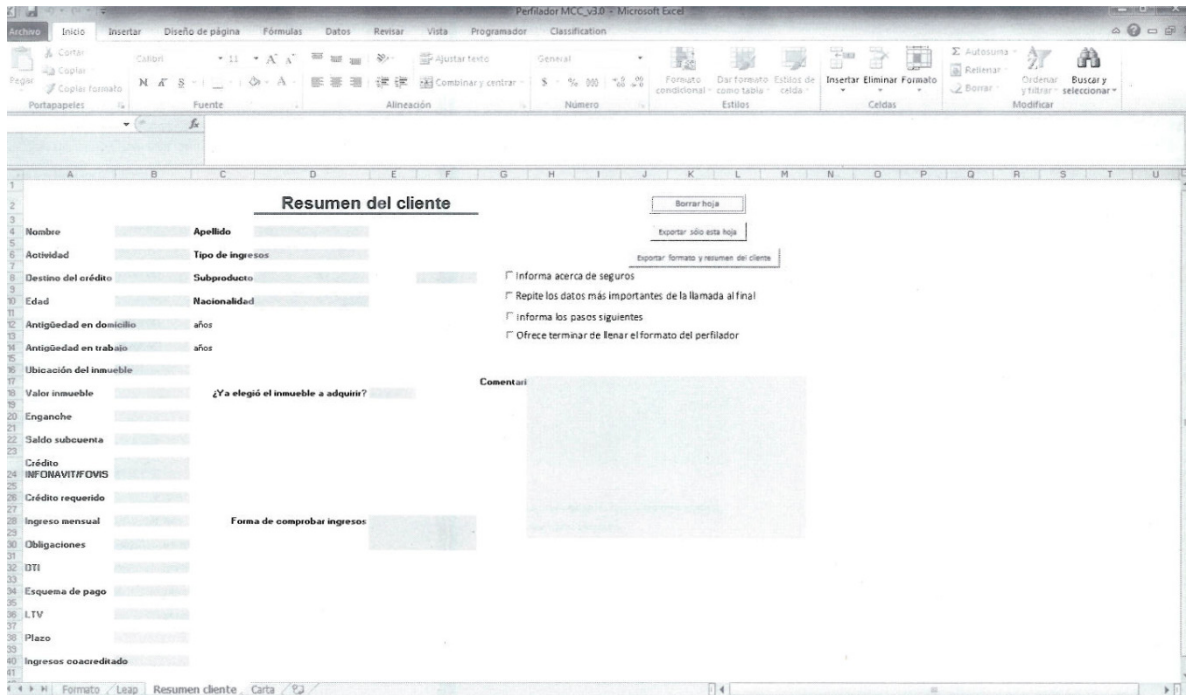 Perfilador MCC_v3.0 - Microsoft Excel
Archivo Inicio Insertar Diseño de página Fórmulas Datos Revisar Vista Programador Classification
Cortar
Copiar
Copiar formato
Pegar
Portapapeles
Calibri 11 A A
N K S A
Fuente
Ajustar texto
Combinar y centrar
Alineación
General
$ % 000
Número
Formato condicional
Dar formato como tabla
Estilos de celda
Estilos
Insertar Eliminar Formato
Celdas
Σ Autosuma
Rellenar
Borrar
Ordenar y filtrar
Buscar y seleccionar
Modificar
fx
A B C D E F G H I J K L M N O P Q R S T U
Resumen del cliente
Borrar hoja
Nombre Apellido
Exportar sólo esta hoja
Actividad Tipo de ingresos
Exportar formato y resumen del cliente
Destino del crédito Subproducto
Informa acerca de seguros
Edad Nacionalidad
Repite los datos más importantes de la llamada al final
Antigüedad en domicilio años
Informa los pasos siguientes
Ofrece terminar de llenar el formato del perfilador
Antigüedad en trabajo años
Ubicación del inmueble
Comentari
Valor inmueble ¿Ya elegió el inmueble a adquirir?
Enganche
Saldo subcuenta
Crédito
INFONAVIT/FOVIS
Crédito requerido
Ingreso mensual Forma de comprobar ingresos
Obligaciones
DTI
Esquema de pago
LTV
Plazo
Ingresos coacreditado
Formato Leap Resumen cliente Carta